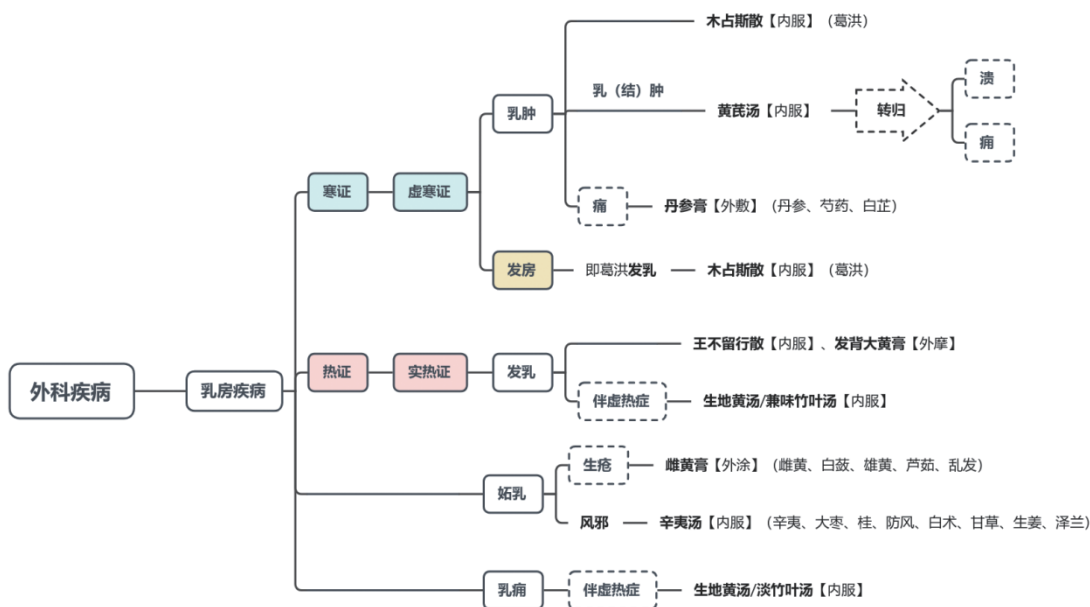 木占斯散【内服】（葛洪）
乳（结）肿
黄芪汤【内服】
转归
溃
痈
乳肿
寒证
虚寒证
痛
丹参膏【外敷】（丹参、芍药、白芷）
发房
即葛洪发乳
木占斯散【内服】（葛洪）
王不留行散【内服】、发背大黄膏【外摩】
热证
实热证
发乳
伴虚热症
生地黄汤/兼味竹叶汤【内服】
外科疾病
乳房疾病
生疮
雌黄膏【外涂】（雌黄、白蔹、雄黄、芦茹、乱发）
妬乳
风邪
辛夷汤【内服】（辛夷、大枣、桂、防风、白术、甘草、生姜、泽兰）
乳痈
伴虚热症
生地黄汤/淡竹叶汤【内服】